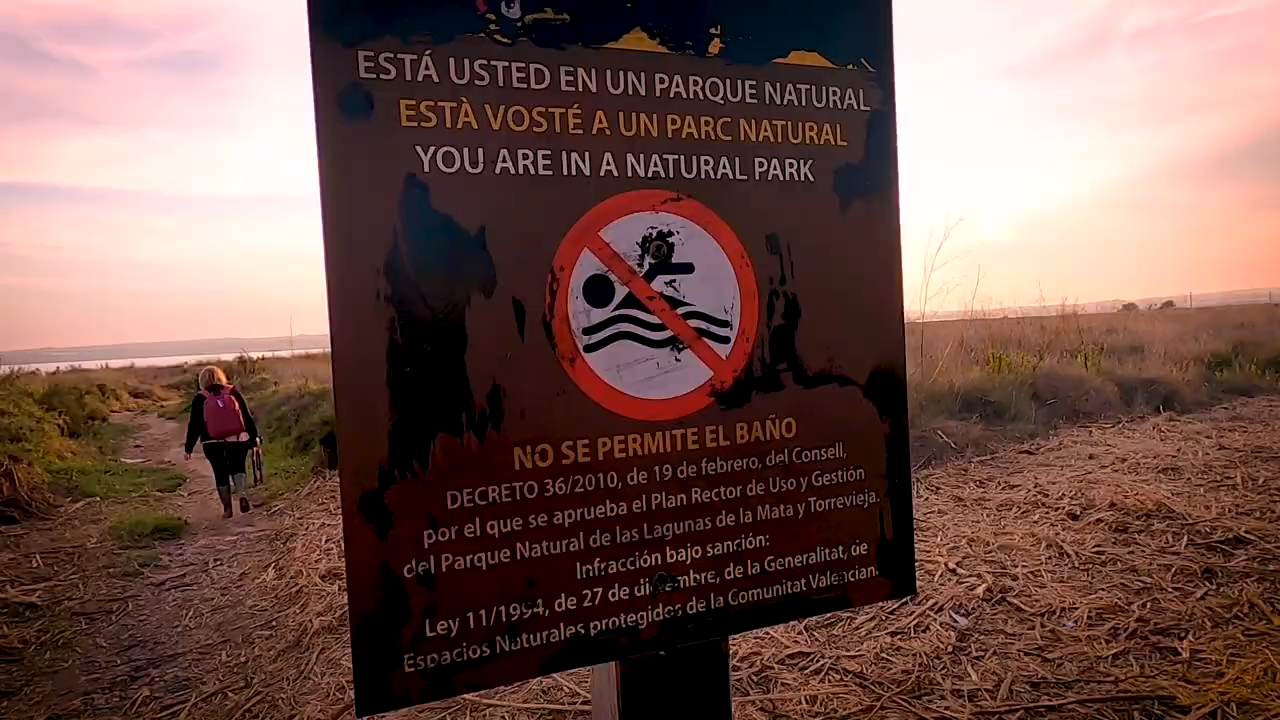 ESTÁ USTED EN UN PARQUE NATURAL
ESTÀ VOSTÉ A UN PARC NATURAL
YOU ARE IN A NATURAL PARK
NO SE PERMITE EL BAÑO
DECRETO 36/2010, de 19 de febrero, del Consell,
por el que se aprueba el Plan Rector de Uso y Gestión
del Parque Natural de las Lagunas de la Mata y Torrevieja.
Infracción bajo sanción:
Ley 11/1994, de 27 de diciembre, de la Generalitat, de
Espacios Naturales protegidos de la Comunitat Valencian.